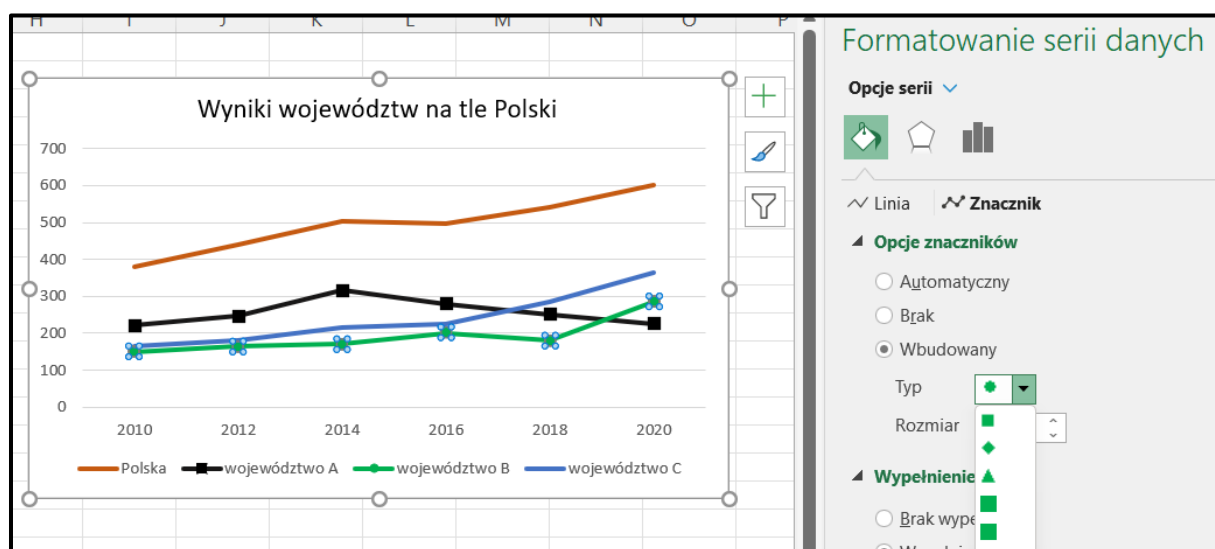 H I J K L M N O P
Formatowanie serii danych
Opcje serii
Wyniki województw na tle Polski
700
600
500
400
300
200
100
0
2010 2012 2014 2016 2018 2020
Polska województwo A województwo B województwo C
Linia Znacznik
Opcje znaczników
Automatyczny
Brak
Wbudowany
Typ
Rozmiar
Wypełnienie
Brak wype